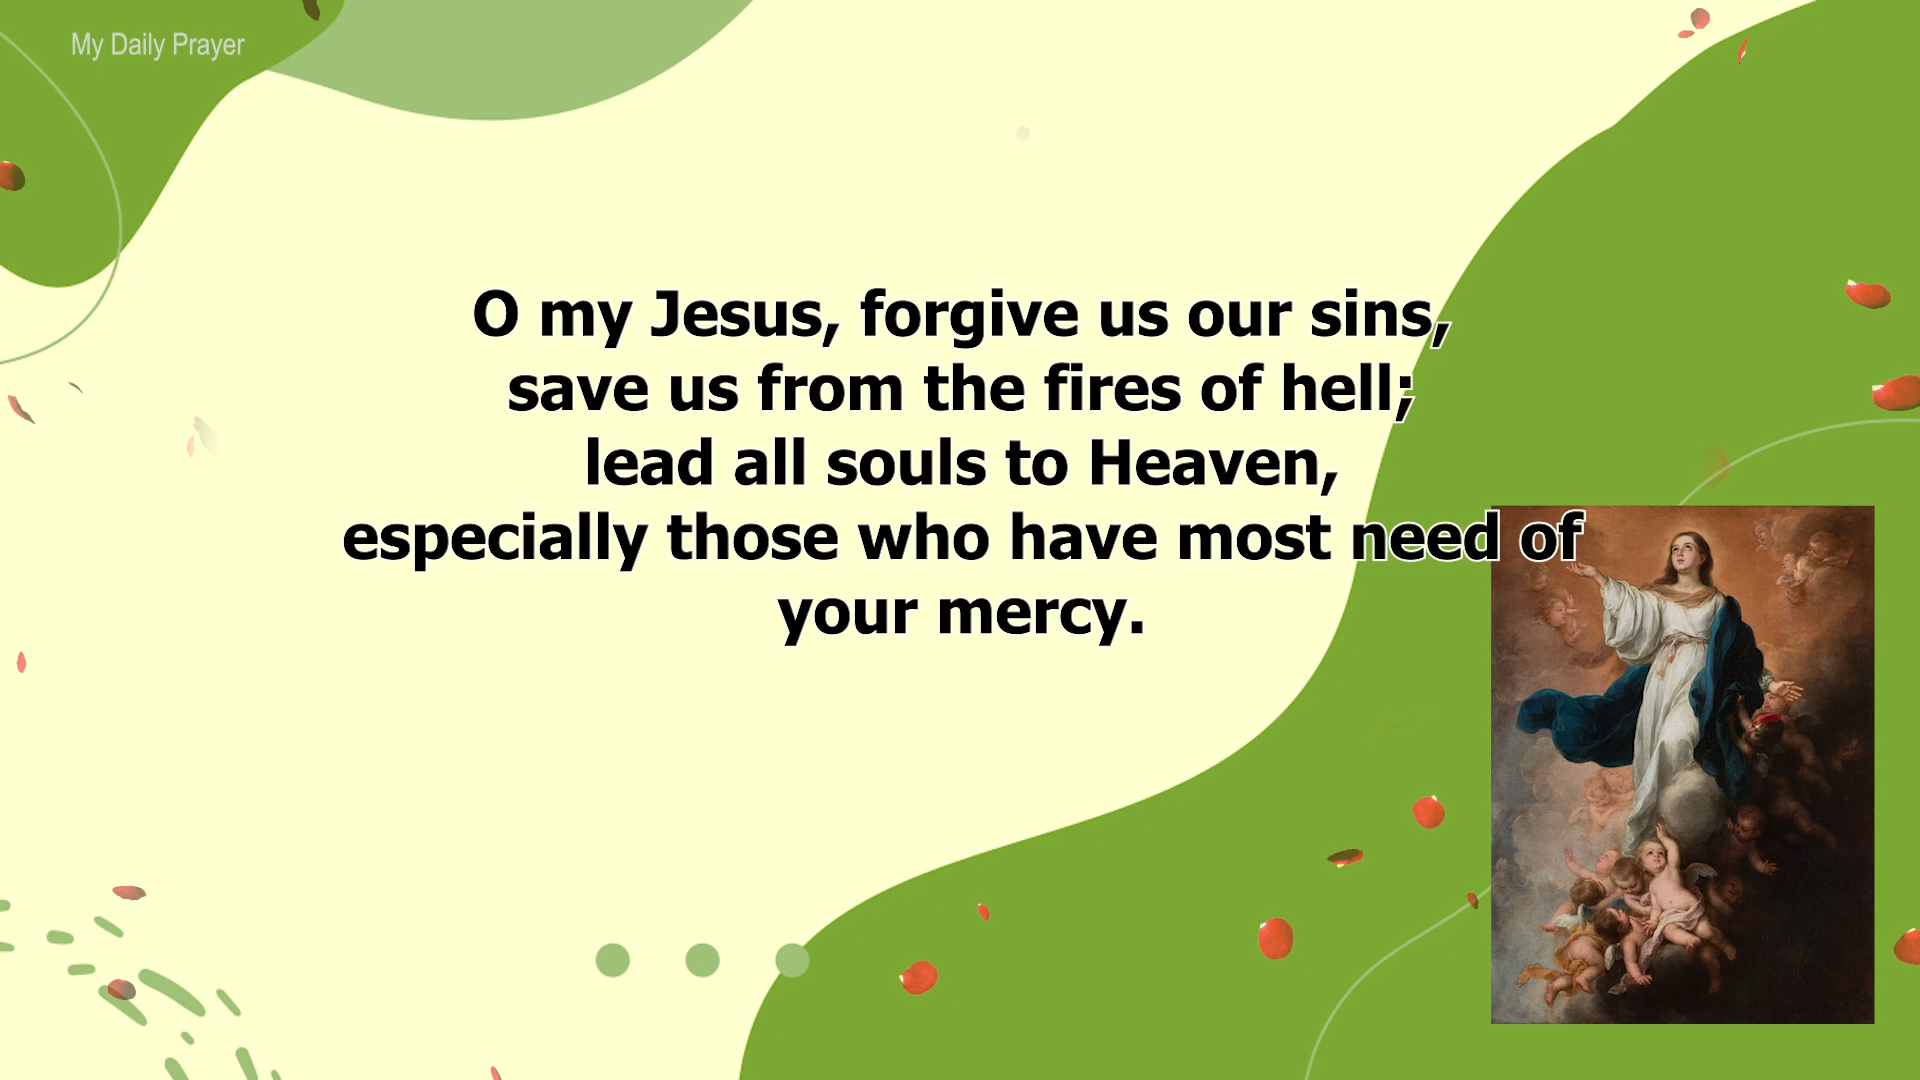 My Daily Prayer
O my Jesus, forgive us our sins,
save us from the fires of hell;
lead all souls to Heaven,
especially those who have most need of
your mercy.